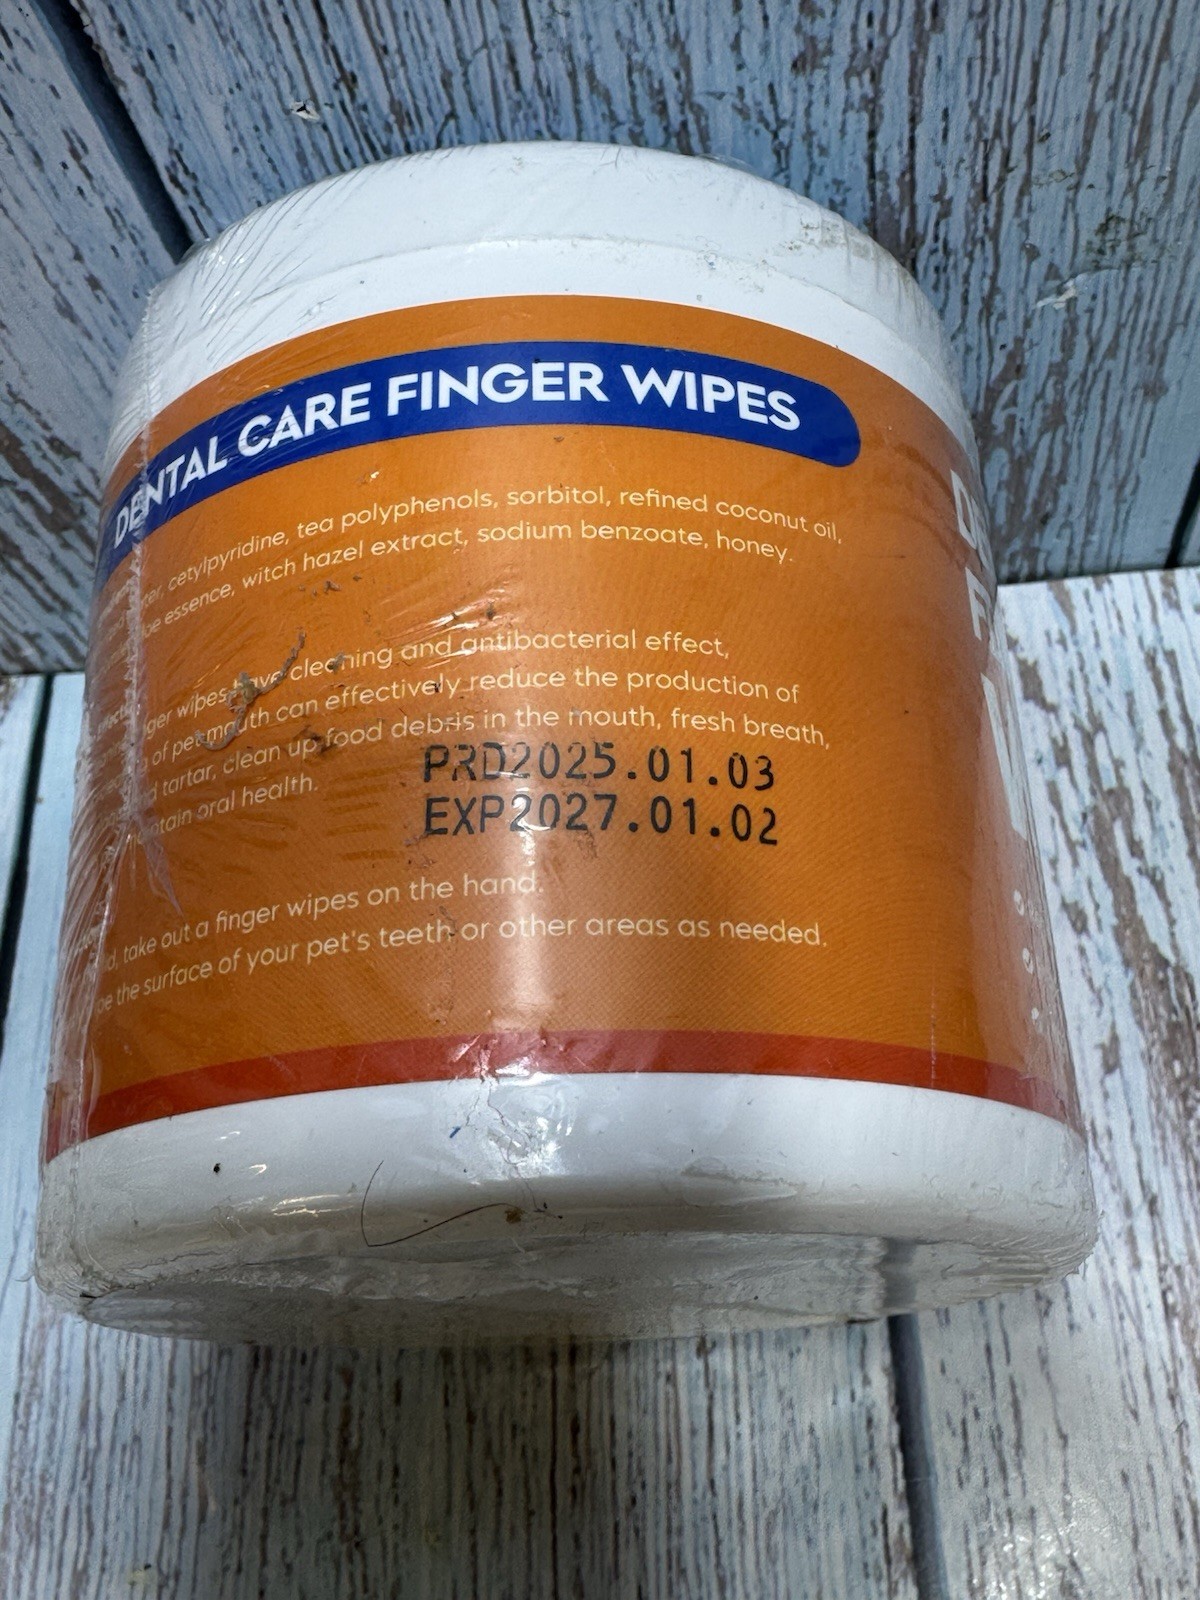 DENTAL CARE FINGER WIPES
cetylpyridine, tea polyphenols, sorbitol, refined coconut oil,
essence, witch hazel extract, sodium benzoate, honey.
wipes have cleaning and antibacterial effect,
of pet mouth can effectively reduce the production of
tartar, clean up food debris in the mouth, fresh breath,
oral health.
PRD2025.01.03
EXP2027.01.02
take out a finger wipes on the hand.
the surface of your pet's teeth or other areas as needed.